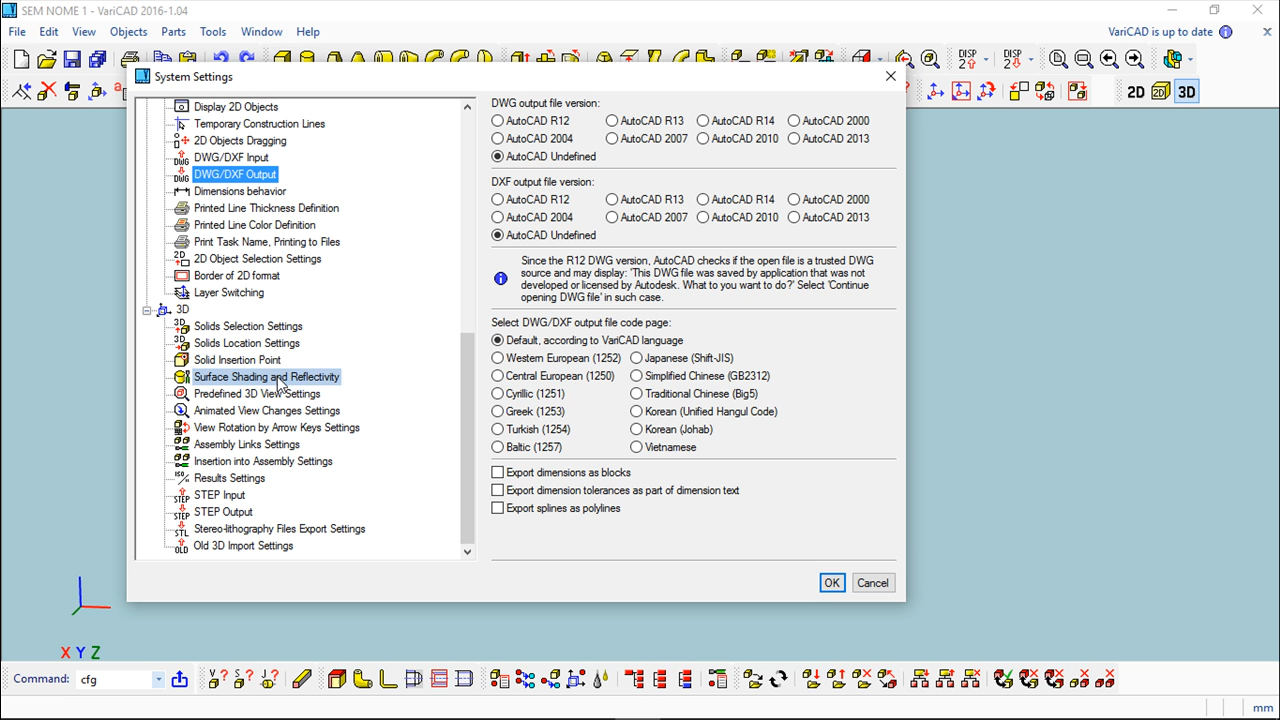 SEM NOME 1 - VariCAD 2016-1.04
File Edit View Objects Parts Tools Window Help VariCAD is up to date
DISP 2 DISP 2
2D 2D 3D
System Settings
Display 2D Objects
Temporary Construction Lines
2D Objects Dragging
DWG DWG/DXF Input
DWG DWG/DXF Output
Dimensions behavior
Printed Line Thickness Definition
Printed Line Color Definition
Print Task Name, Printing to Files
2D 2D Object Selection Settings
Border of 2D format
Layer Switching
3D
3D Solids Selection Settings
3D Solids Location Settings
Solid Insertion Point
Surface Shading and Reflectivity
Predefined 3D View Settings
Animated View Changes Settings
View Rotation by Arrow Keys Settings
Assembly Links Settings
Insertion into Assembly Settings
Results Settings
STEP STEP Input
STEP STEP Output
STL Stereo-lithography Files Export Settings
OLD Old 3D Import Settings
DWG output file version:
AutoCAD R12 AutoCAD R13 AutoCAD R14 AutoCAD 2000
AutoCAD 2004 AutoCAD 2007 AutoCAD 2010 AutoCAD 2013
AutoCAD Undefined
DXF output file version:
AutoCAD R12 AutoCAD R13 AutoCAD R14 AutoCAD 2000
AutoCAD 2004 AutoCAD 2007 AutoCAD 2010 AutoCAD 2013
AutoCAD Undefined
Since the R12 DWG version, AutoCAD checks if the open file is a trusted DWG
source and may display: 'This DWG file was saved by application that was not
developed or licensed by Autodesk. What to you want to do?' Select 'Continue
opening DWG file' in such case.
Select DWG/DXF output file code page:
Default, according to VariCAD language
Western European (1252) Japanese (Shift-JIS)
Central European (1250) Simplified Chinese (GB2312)
Cyrillic (1251) Traditional Chinese (Big5)
Greek (1253) Korean (Unified Hangul Code)
Turkish (1254) Korean (Johab)
Baltic (1257) Vietnamese
Export dimensions as blocks
Export dimension tolerances as part of dimension text
Export splines as polylines
OK Cancel
X Y Z
Command: cfg
mm